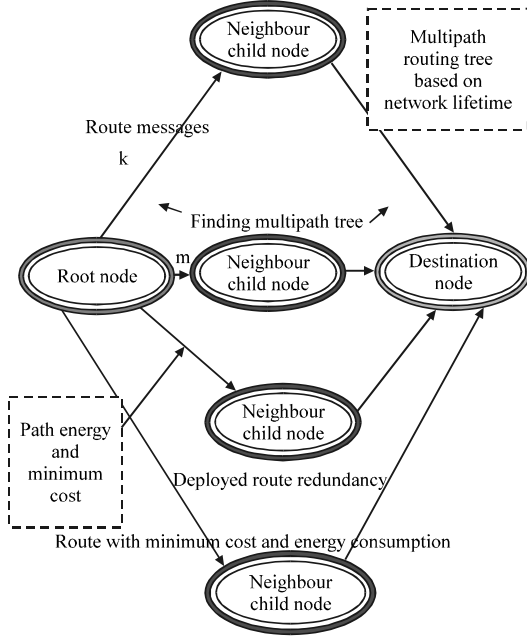 Neighbour
child node
Multipath
routing tree
based on
network lifetime
Route messages
k
Finding multipath tree
m
Root node
Neighbour
child node
Destination
node
Path energy
and
minimum
cost
Neighbour
child node
Deployed route redundancy
Route with minimum cost and energy consumption
Neighbour
child node